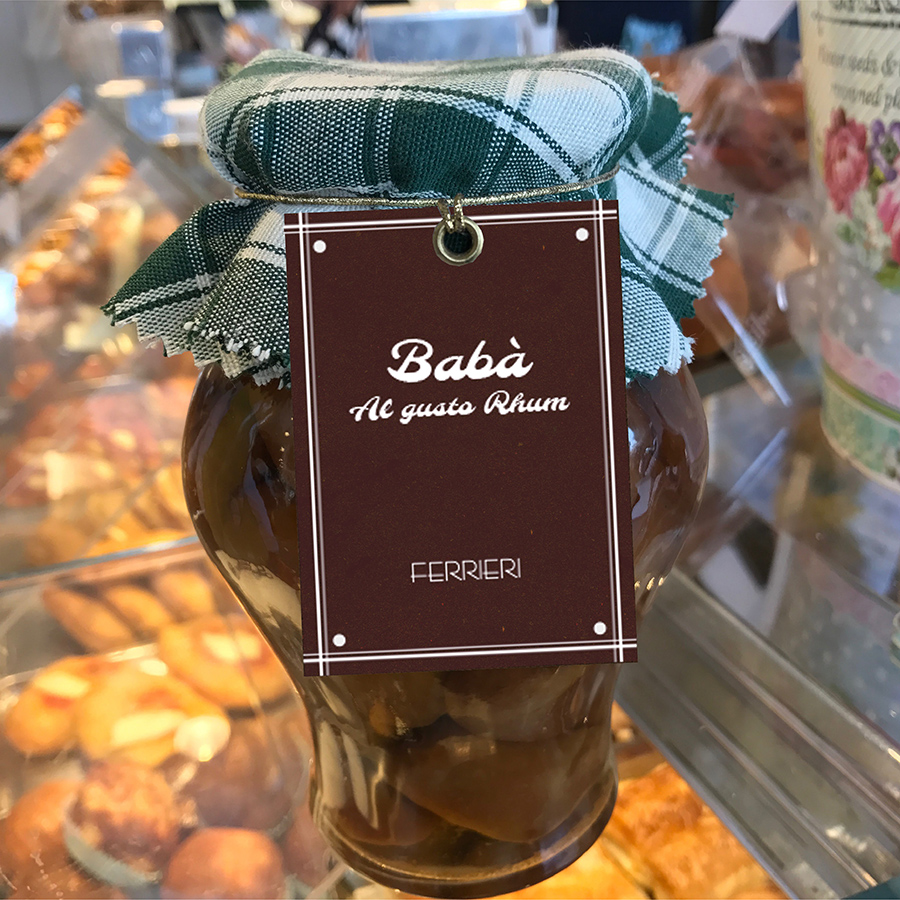 Babà
Al gusto Rhum
FERRIERI